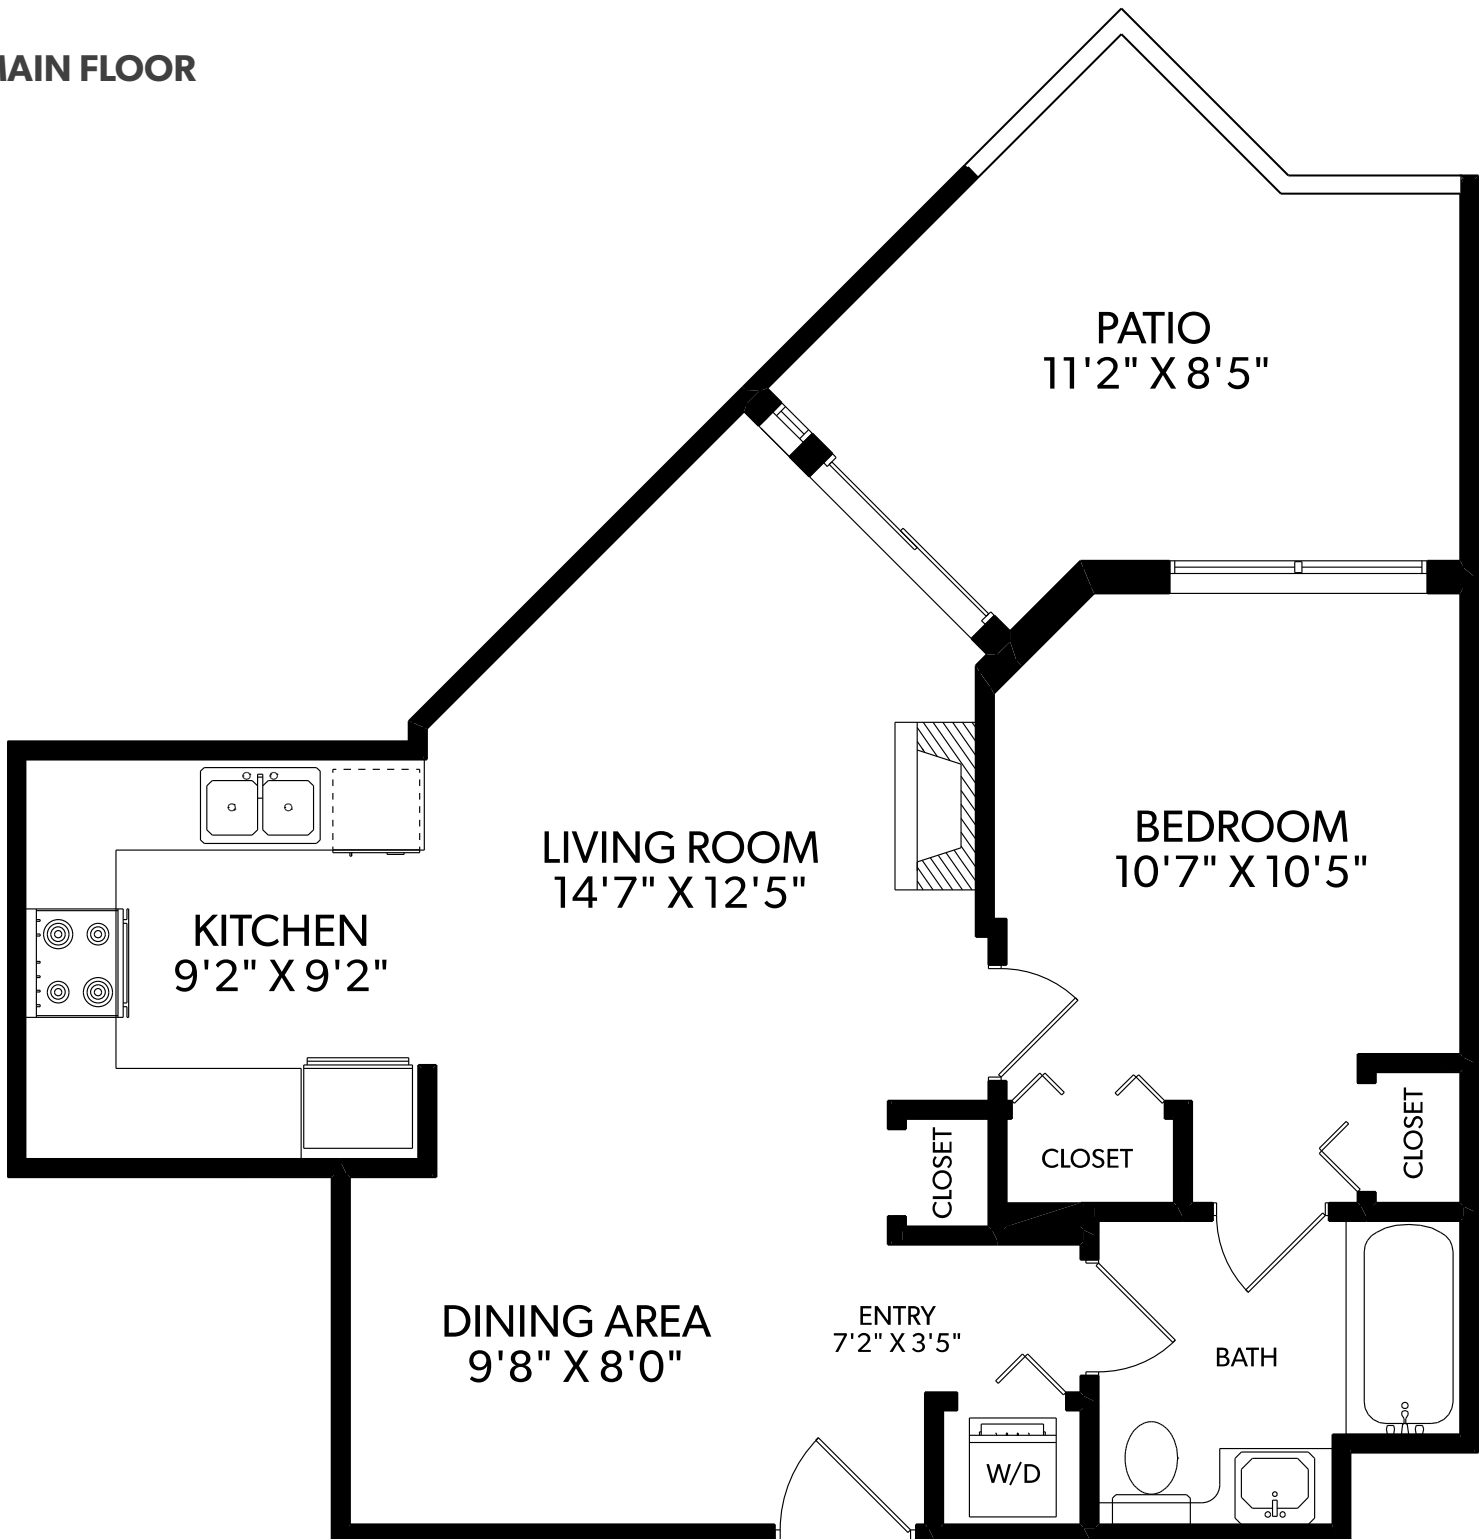 MAIN FLOOR
PATIO
11'2" X 8'5"
LIVING ROOM
14'7" X 12'5"
BEDROOM
10'7" X 10'5"
KITCHEN
9'2" X 9'2"
CLOSET
CLOSET
CLOSET
DINING AREA
9'8" X 8'0"
ENTRY
7'2" X 3'5"
BATH
W/D